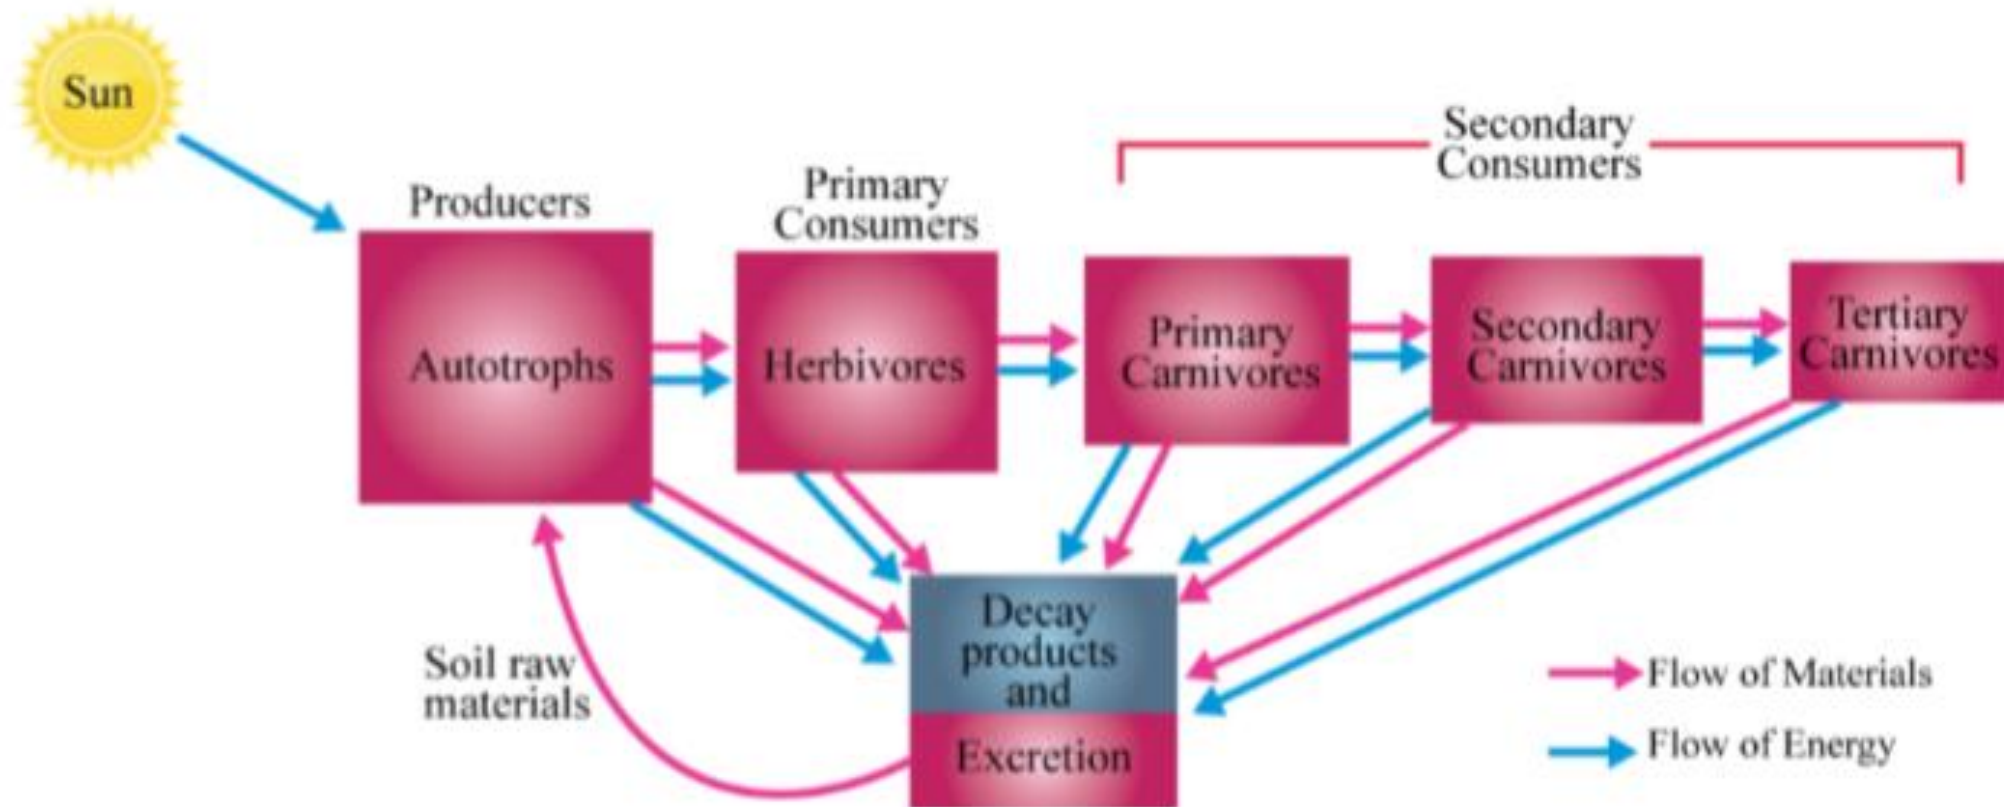 Sun
Producers
Autotrophs
Primary
Consumers
Herbivores
Secondary
Consumers
Primary
Carnivores
Secondary
Carnivores
Tertiary
Carnivores
Decay
products
and
Excretion
Soil raw
materials
Flow of Materials
Flow of Energy